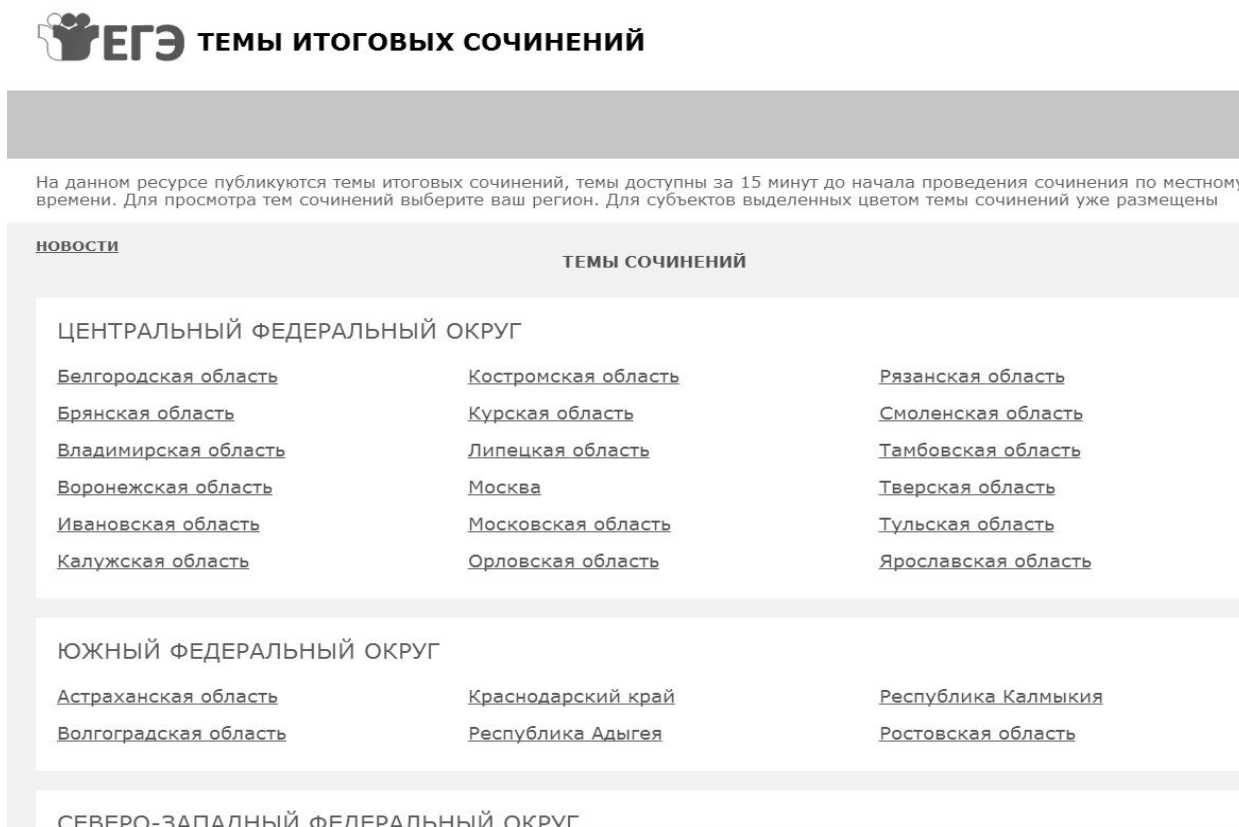 ЕГЭ ТЕМЫ ИТОГОВЫХ СОЧИНЕНИЙ
На данном ресурсе публикуются темы итоговых сочинений, темы доступны за 15 минут до начала проведения сочинения по местному
времени. Для просмотра тем сочинений выберите ваш регион. Для субъектов выделенных цветом темы сочинений уже размещены
НОВОСТИ
ТЕМЫ СОЧИНЕНИЙ
ЦЕНТРАЛЬНЫЙ ФЕДЕРАЛЬНЫЙ ОКРУГ
Белгородская область Костромская область Рязанская область
Брянская область Курская область Смоленская область
Владимирская область Липецкая область Тамбовская область
Воронежская область Москва Тверская область
Ивановская область Московская область Тульская область
Калужская область Орловская область Ярославская область
ЮЖНЫЙ ФЕДЕРАЛЬНЫЙ ОКРУГ
Астраханская область Краснодарский край Республика Калмыкия
Волгоградская область Республика Адыгея Ростовская область
СЕВЕРО-ЗАПАДНЫЙ ФЕДЕРАЛЬНЫЙ ОКРУГ